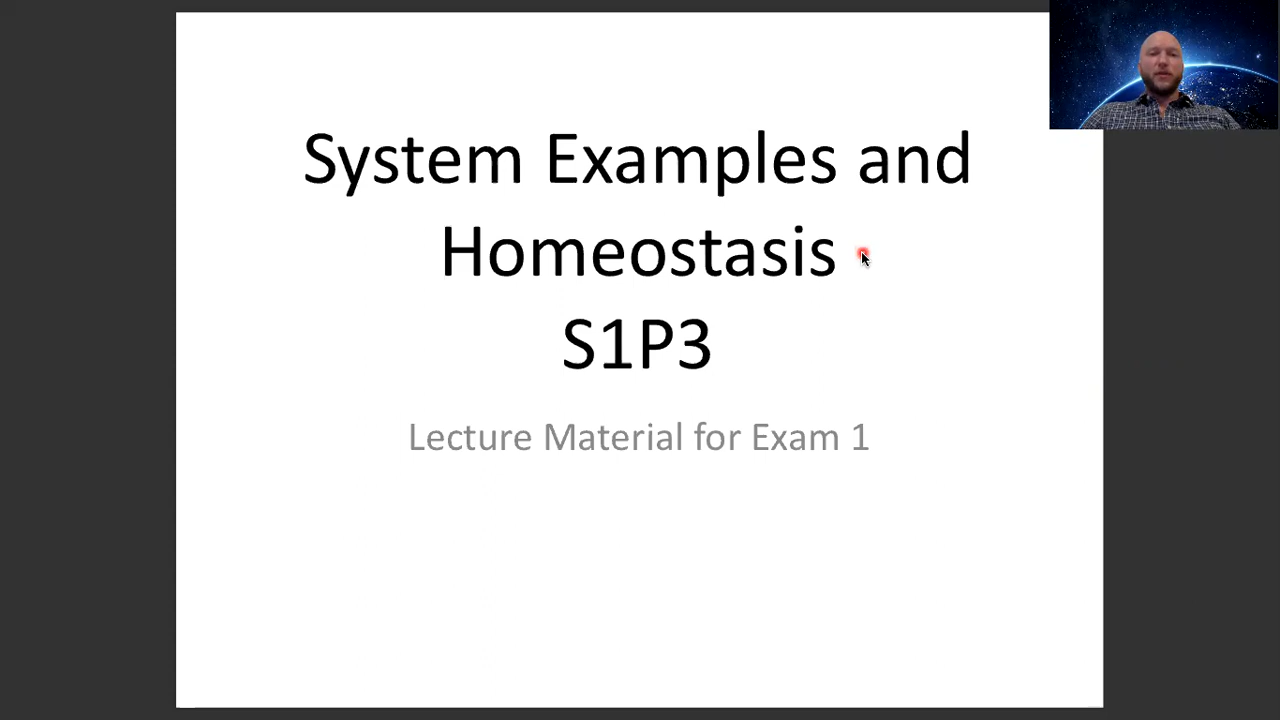 System Examples and
Homeostasis
S1P3
Lecture Material for Exam 1